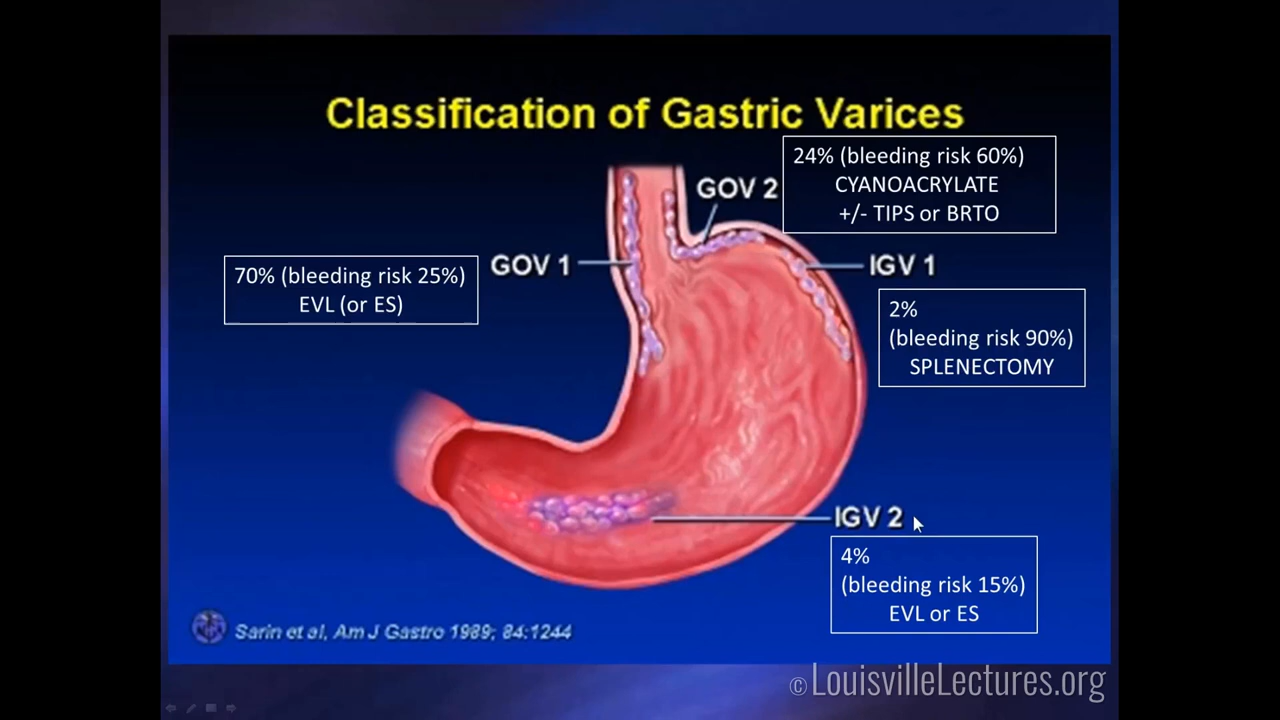 Classification of Gastric Varices
24% (bleeding risk 60%)
CYANOACRYLATE
+/- TIPS or BRTO
GOV 2
GOV 1
IGV 1
70% (bleeding risk 25%)
EVL (or ES)
2%
(bleeding risk 90%)
SPLENECTOMY
IGV 2
4%
(bleeding risk 15%)
EVL or ES
Sarin et al, Am J Gastro 1989; 84:1244
© LouisvilleLectures.org